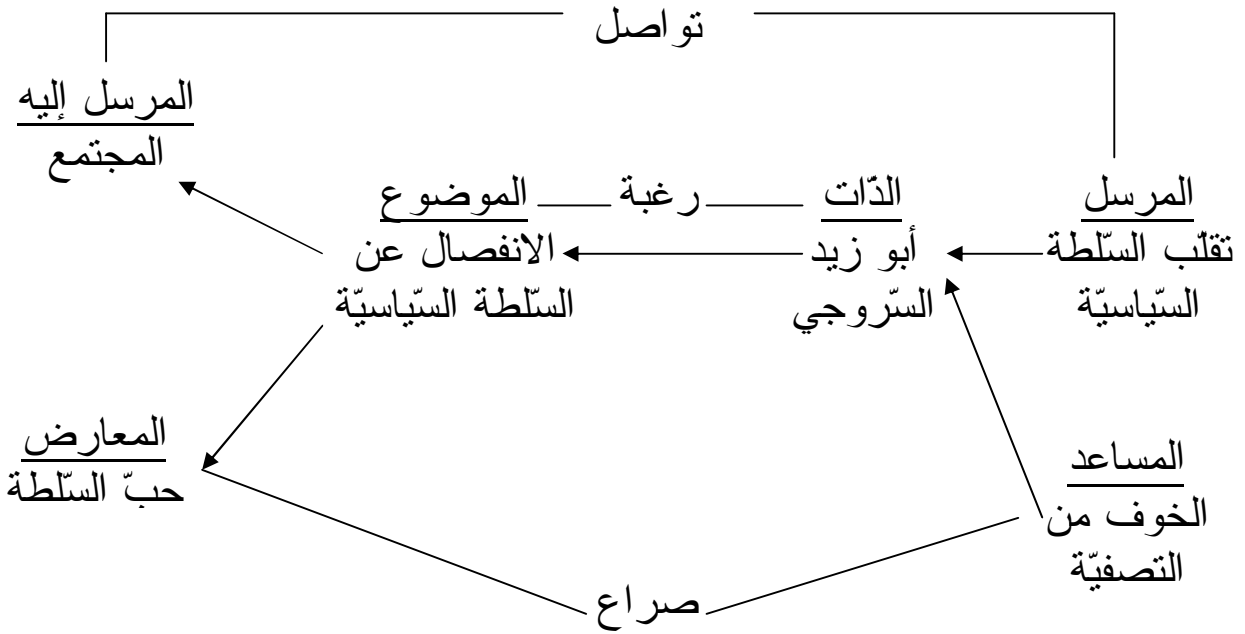 تواصل
المرسل إليه
المجتمع
المرسل
تقلّب السّلطة
السّياسيّة
الذّات
أبو زيد
السّروجي
رغبة
الموضوع
الانفصال عن
السّلطة السّياسيّة
المساعد
الخوف من
التصفيّة
المعارض
حبّ السّلطة
صراع